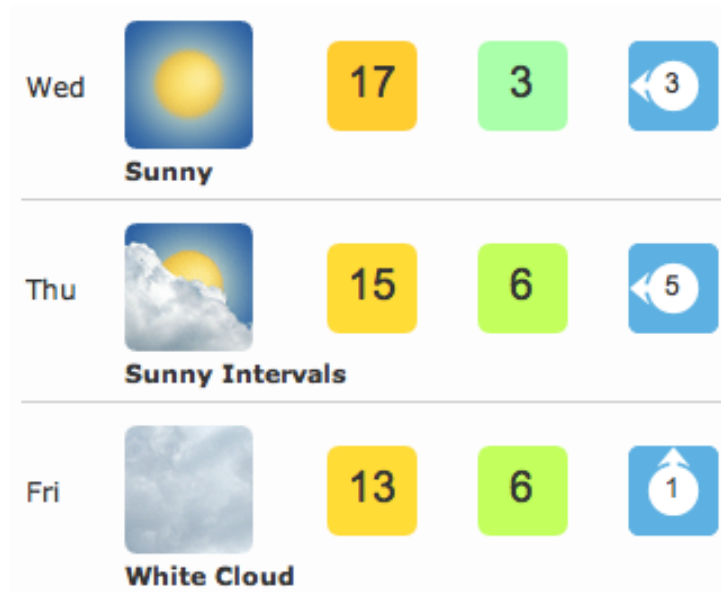 Wed 17 3 3
Sunny
Thu 15 6 5
Sunny Intervals
Fri 13 6 1
White Cloud